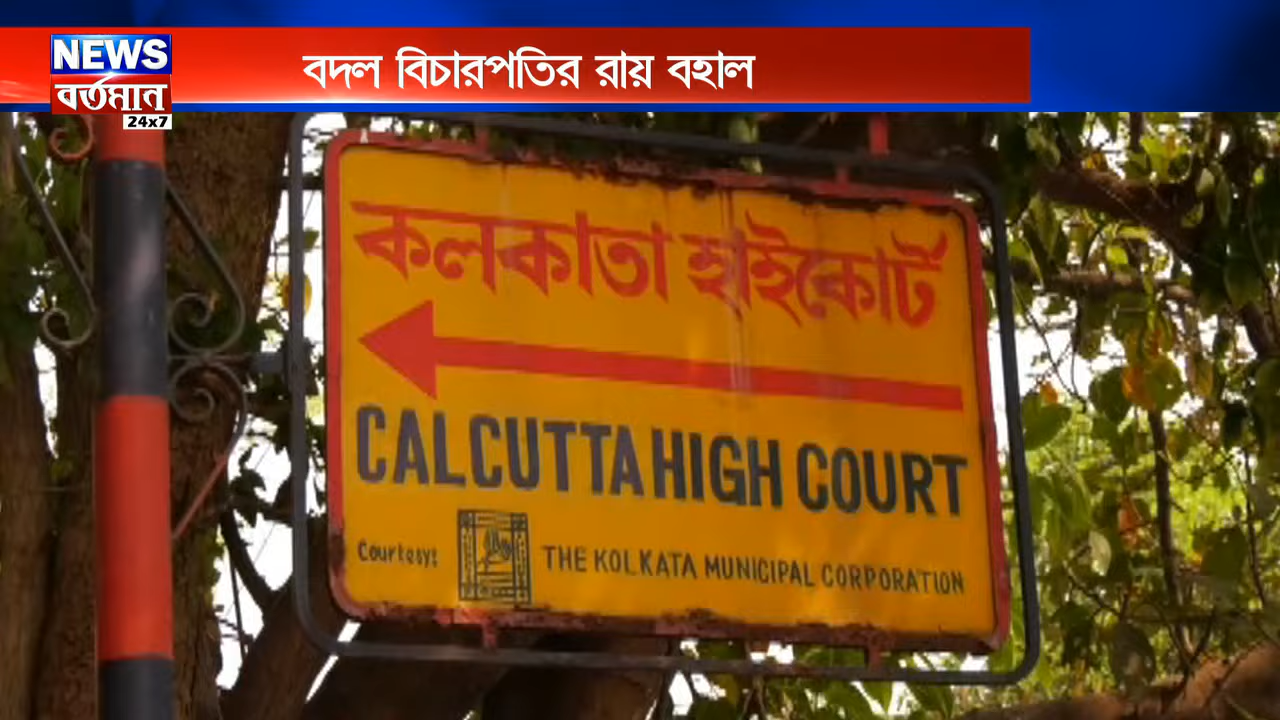 NEWS
বর্তমান
24x7
বদল বিচারপতির রায় বহাল
কলকাতা হাইকোর্ট
CALCUTTA HIGH COURT
Courtesy:
THE KOLKATA MUNICIPAL CORPORATION